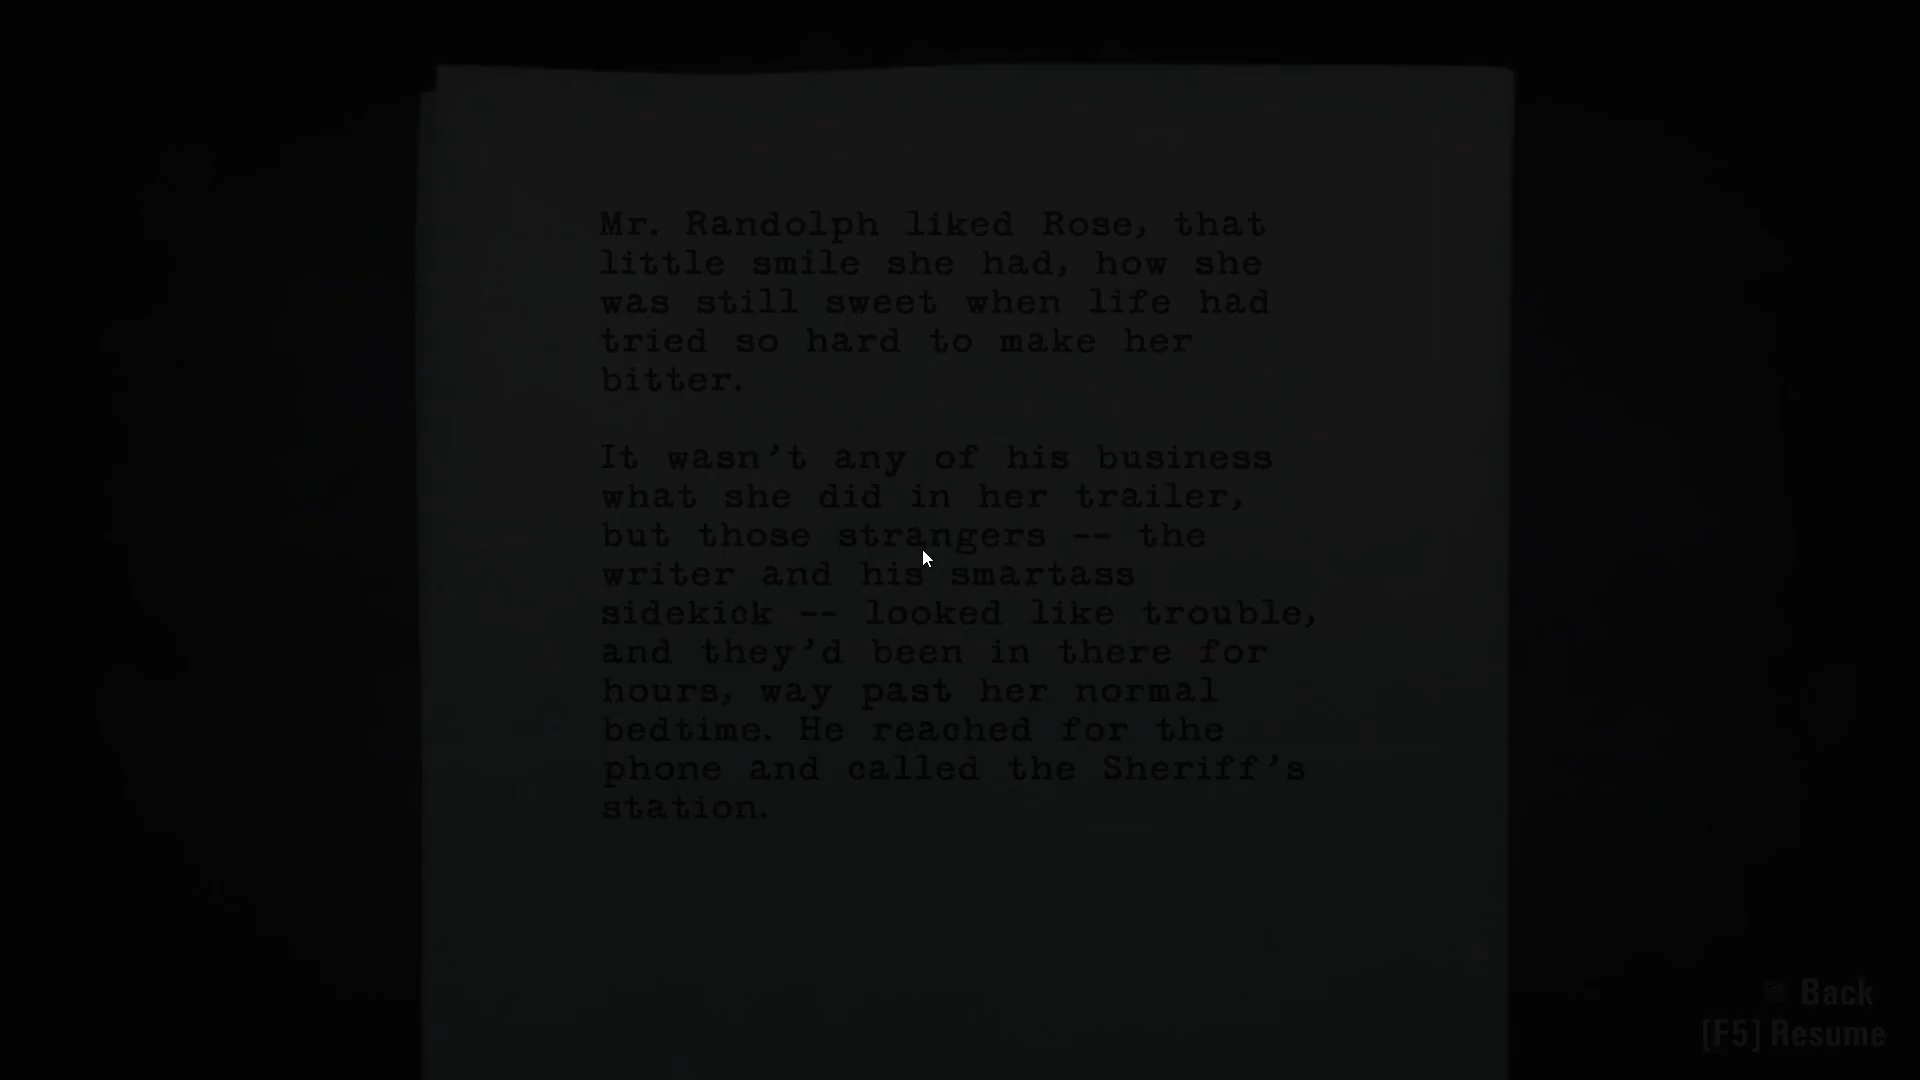 Mr. Randolph liked Rose, that
little smile she had, how she
was still sweet when life had
tried so hard to make her
bitter.
It wasn't any of his business
what she did in her trailer,
but those strangers -- the
writer and his smartass
sidekick -- looked like trouble,
and they'd been in there for
hours, way past her normal
bedtime. He reached for the
phone and called the Sheriff's
station.
Back
[F5] Resume